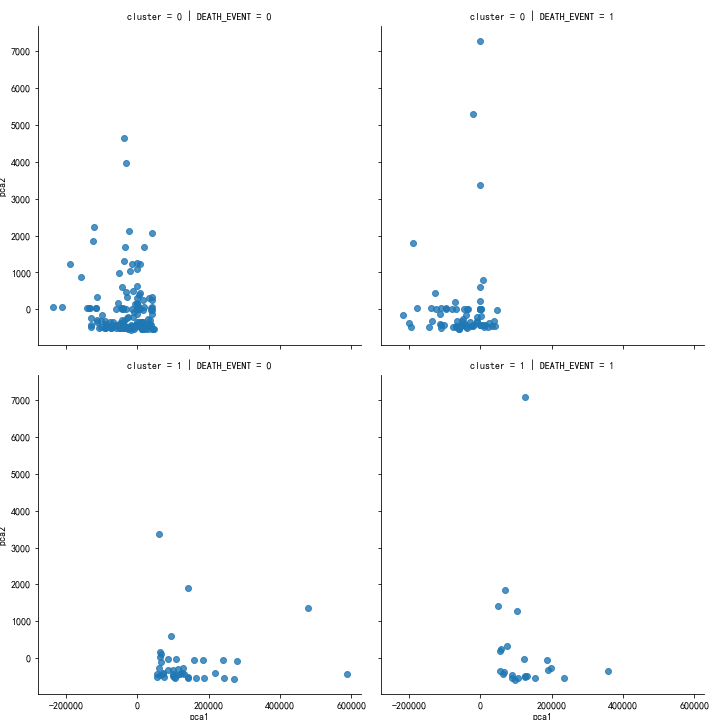 cluster = 0 | DEATH_EVENT = 0
cluster = 0 | DEATH_EVENT = 1
7000
6000
5000
4000
3000
2000
1000
0
pca2
cluster = 1 | DEATH_EVENT = 0
cluster = 1 | DEATH_EVENT = 1
7000
6000
5000
4000
3000
2000
1000
0
pca2
−200000 0 200000 400000 600000
pca1
−200000 0 200000 400000 600000
pca1